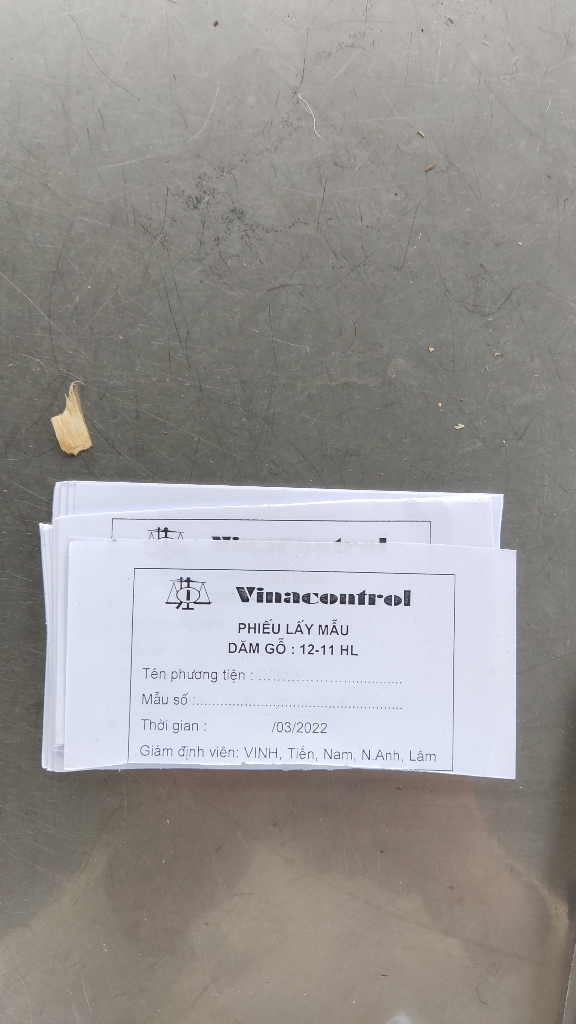 Vinacontrol
PHIẾU LẤY MẪU
DĂM GỖ : 12-11 HL
Tên phương tiện : ...................................
Mẫu số :...................................................
Thời gian : /03/2022
Giám định viên: VINH, Tiến, Nam, N.Anh, Lâm